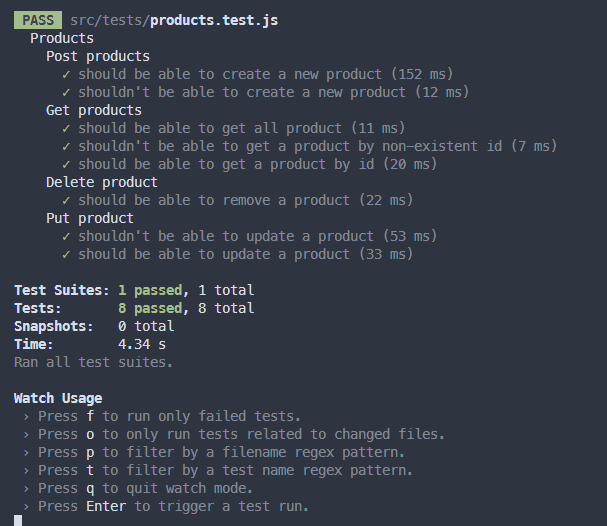 PASS src/tests/products.test.js
Products
Post products
✓ should be able to create a new product (152 ms)
✓ shouldn't be able to create a new product (12 ms)
Get products
✓ should be able to get all product (11 ms)
✓ shouldn't be able to get a product by non-existent id (7 ms)
✓ should be able to get a product by id (20 ms)
Delete product
✓ should be able to remove a product (22 ms)
Put product
✓ shouldn't be able to update a product (53 ms)
✓ should be able to update a product (33 ms)
Test Suites: 1 passed, 1 total
Tests: 8 passed, 8 total
Snapshots: 0 total
Time: 4.34 s
Ran all test suites.
Watch Usage
› Press f to run only failed tests.
› Press o to only run tests related to changed files.
› Press p to filter by a filename regex pattern.
› Press t to filter by a test name regex pattern.
› Press q to quit watch mode.
› Press Enter to trigger a test run.